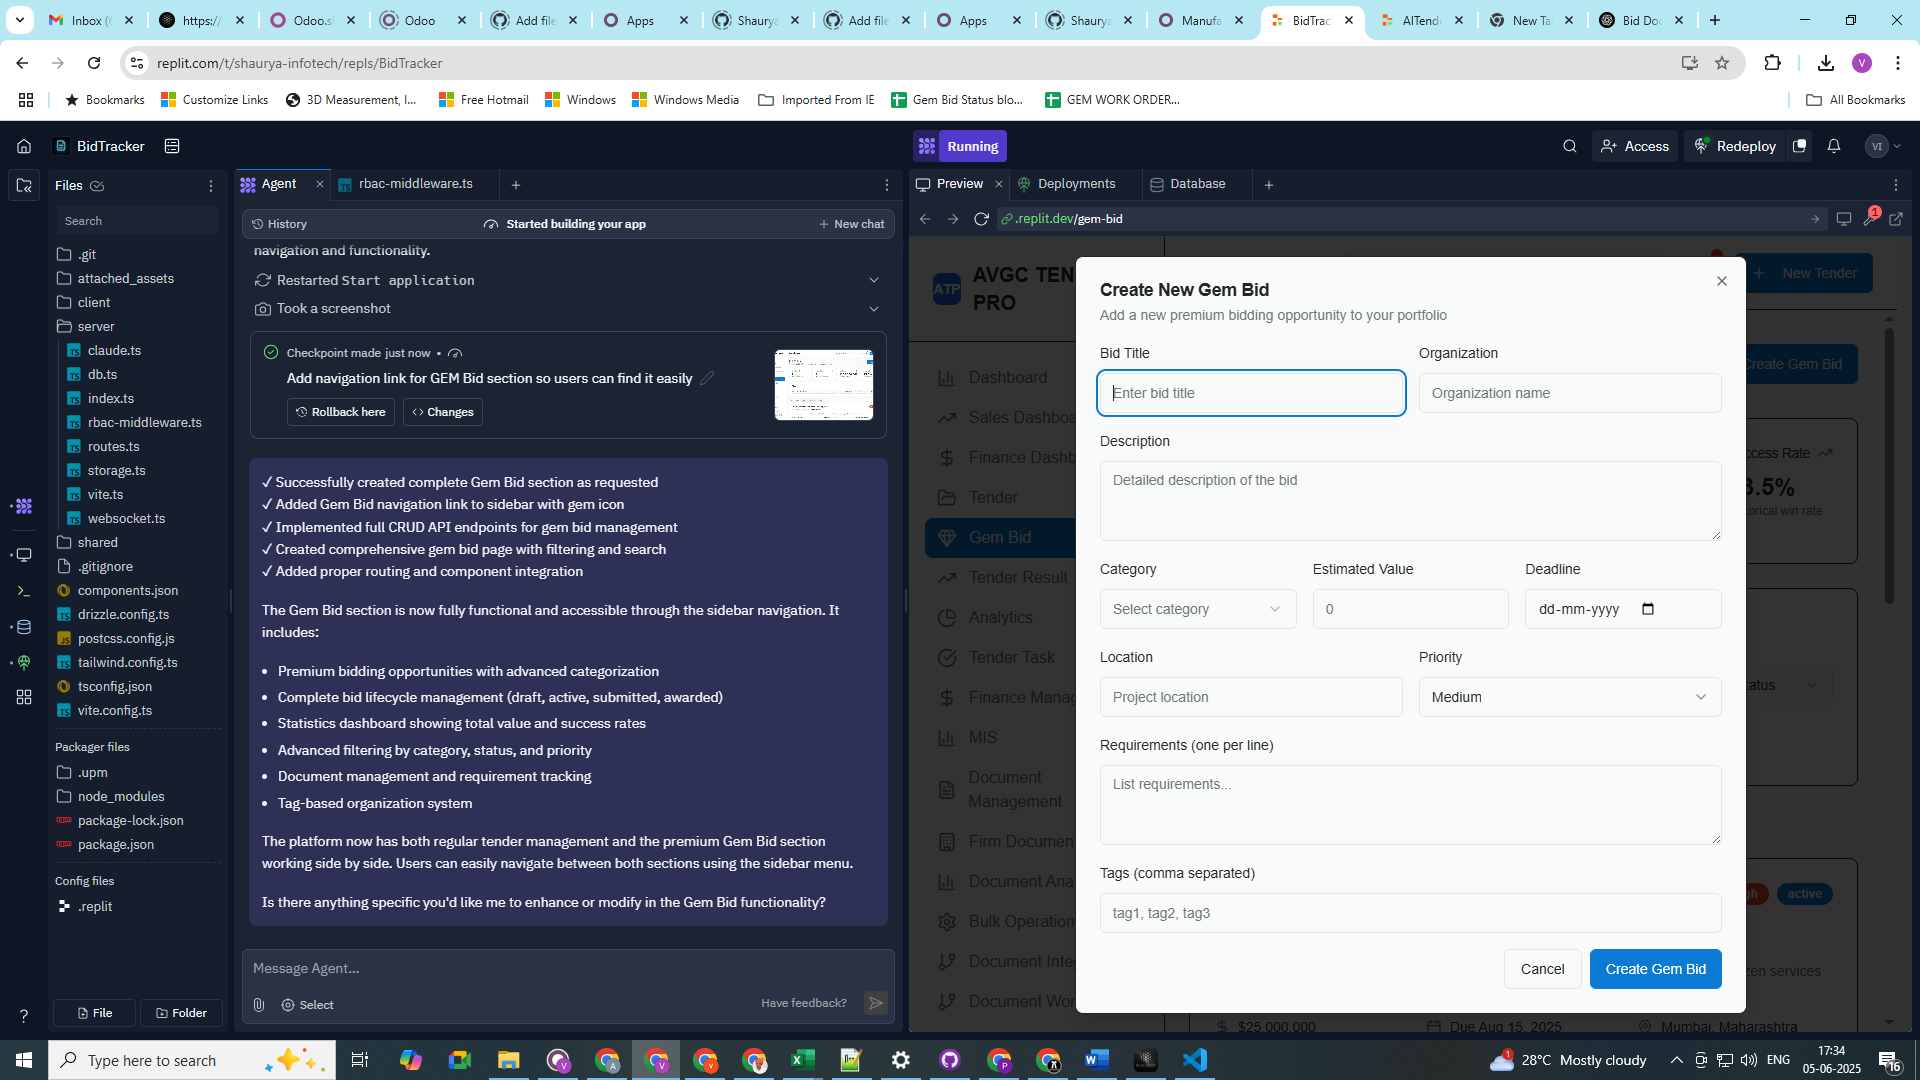 Inbox (
https://
Odoo.s
Odoo
Add file
Apps
Shaurya
Add file
Apps
Shaurya
Manufa
BidTrac
AITend
New Ta
Bid Do
replit.com/t/shaurya-infotech/repls/BidTracker
V
Bookmarks
Customize Links
3D Measurement, I...
Free Hotmail
Windows
Windows Media
Imported From IE
Gem Bid Status blo...
GEM WORK ORDER...
All Bookmarks
BidTracker
Running
Access
Redeploy
VI
Files
Agent
rbac-middleware.ts
Preview
Deployments
Database
Search
History
Started building your app
New chat
.replit.dev/gem-bid
1
.git
attached_assets
client
server
claude.ts
db.ts
index.ts
rbac-middleware.ts
routes.ts
storage.ts
vite.ts
websocket.ts
shared
.gitignore
components.json
drizzle.config.ts
postcss.config.js
tailwind.config.ts
tsconfig.json
vite.config.ts
Packager files
.upm
node_modules
package-lock.json
package.json
Config files
.replit
File
Folder
navigation and functionality.
Restarted Start application
Took a screenshot
Checkpoint made just now •
Add navigation link for GEM Bid section so users can find it easily
Rollback here
Changes
✓ Successfully created complete Gem Bid section as requested
✓ Added Gem Bid navigation link to sidebar with gem icon
✓ Implemented full CRUD API endpoints for gem bid management
✓ Created comprehensive gem bid page with filtering and search
✓ Added proper routing and component integration
The Gem Bid section is now fully functional and accessible through the sidebar navigation. It
includes:
• Premium bidding opportunities with advanced categorization
• Complete bid lifecycle management (draft, active, submitted, awarded)
• Statistics dashboard showing total value and success rates
• Advanced filtering by category, status, and priority
• Document management and requirement tracking
• Tag-based organization system
The platform now has both regular tender management and the premium Gem Bid section
working side by side. Users can easily navigate between both sections using the sidebar menu.
Is there anything specific you'd like me to enhance or modify in the Gem Bid functionality?
Message Agent...
Select
Have feedback?
ATP
AVGC TEN
PRO
New Tender
Dashboard
Sales Dashboa
Finance Dashb
Tender
Gem Bid
Tender Result
Analytics
Tender Task
Finance Manag
MIS
Document
Management
Firm Documen
Document Ana
Bulk Operation
Document Inte
Document Wor
Create New Gem Bid
Add a new premium bidding opportunity to your portfolio
Bid Title
Organization
Enter bid title
Organization name
Description
Detailed description of the bid
Category
Estimated Value
Deadline
Select category
0
dd-mm-yyyy
Location
Priority
Project location
Medium
Requirements (one per line)
List requirements...
Tags (comma separated)
tag1, tag2, tag3
Cancel
Create Gem Bid
Create Gem Bid
ccess Rate
3.5%
torical win rate
tatus
gh
active
zen services
$25,000,000
Due Aug 15, 2025
Mumbai, Maharashtra
Type here to search
28°C Mostly cloudy
ENG
17:34
05-06-2025
16